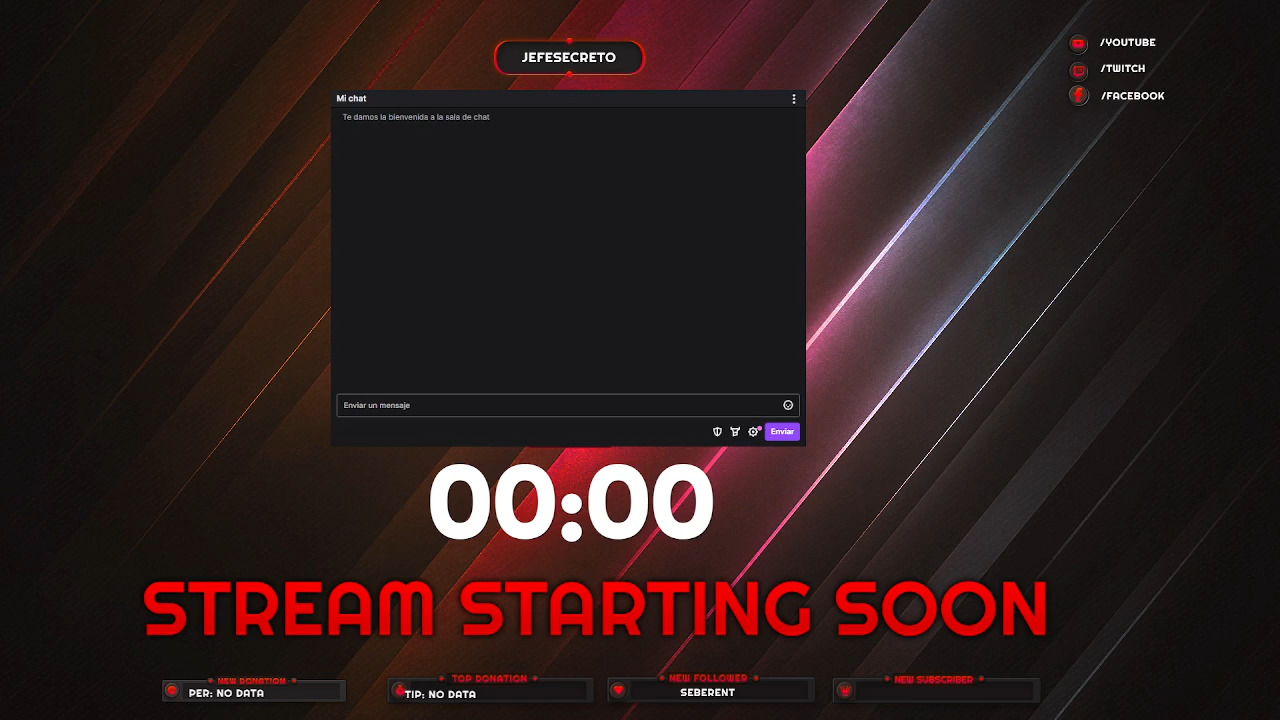 JEFESECRETO
/YOUTUBE
/TWITCH
/FACEBOOK
Mi chat
Te damos la bienvenida a la sala de chat
Enviar un mensaje
Enviar
00:00
STREAM STARTING SOON
NEW DONATION
PER: NO DATA
TOP DONATION
TIP: NO DATA
NEW FOLLOWER
SEBERENT
NEW SUBSCRIBER